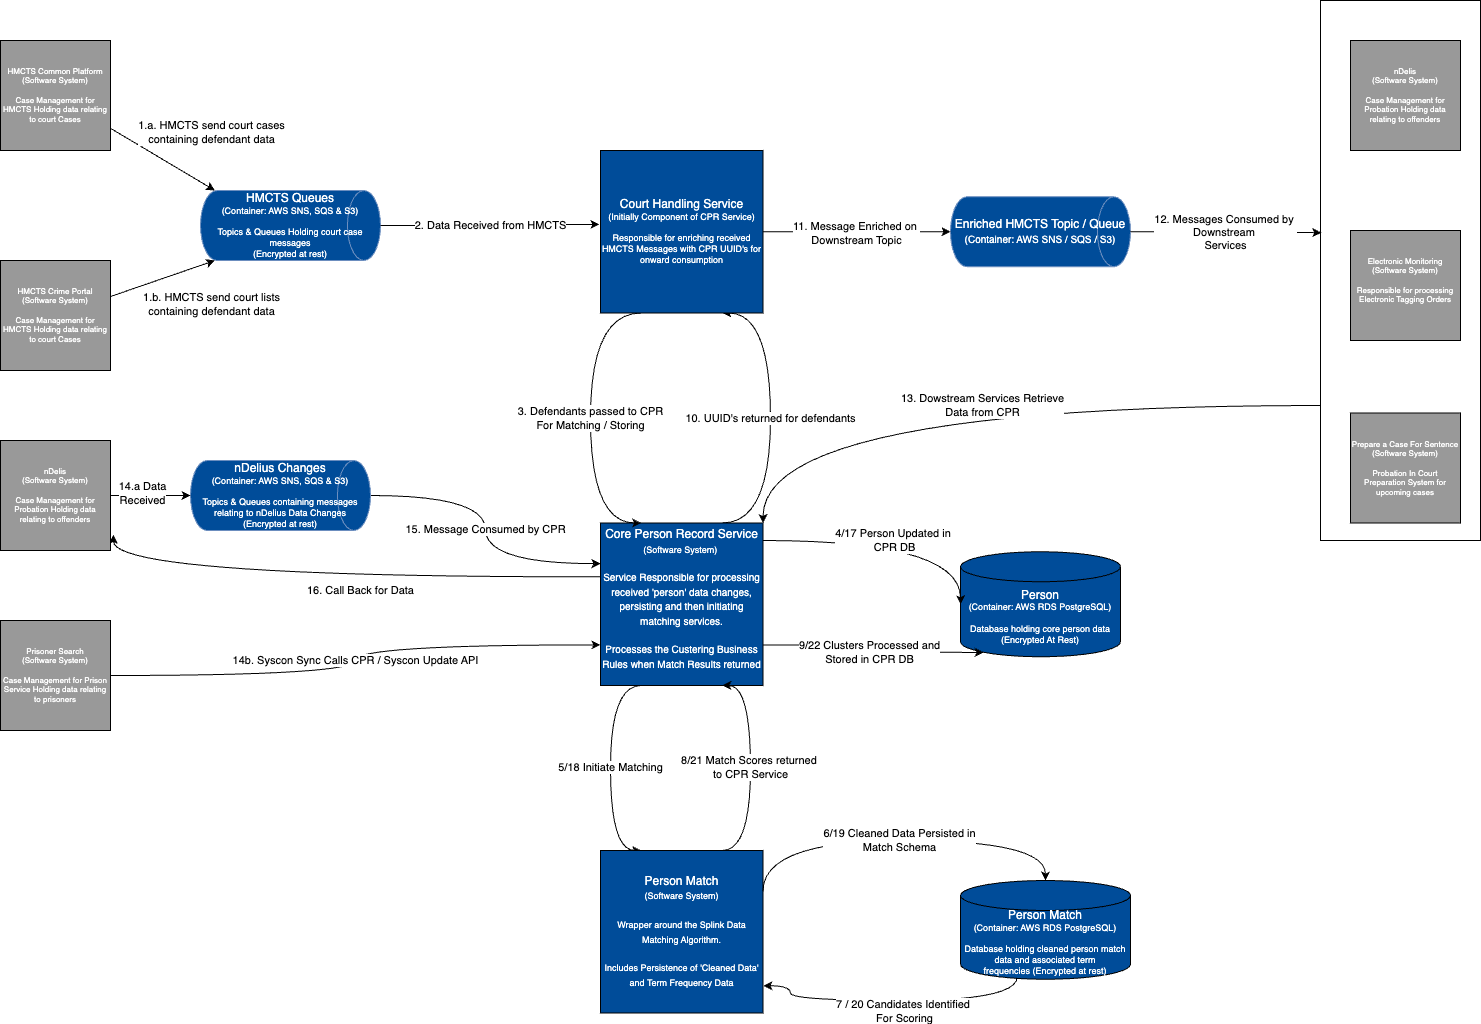 HMCTS Common Platform
(Software System)
Case Management for
HMCTS Holding data relating
to court Cases
1.a. HMCTS send court cases
containing defendant data
HMCTS Queues
(Container: AWS SNS, SQS & S3)
Topics & Queues Holding court case
messages
(Encrypted at rest)
HMCTS Crime Portal
(Software System)
Case Management for
HMCTS Holding data relating
to court Cases
1.b. HMCTS send court lists
containing defendant data
2. Data Received from HMCTS
Court Handling Service
(Initially Component of CPR Service)
Responsible for enriching received
HMCTS Messages with CPR UUID's for
onward consumption
11. Message Enriched on
Downstream Topic
Enriched HMCTS Topic / Queue
(Container: AWS SNS / SQS / S3)
12. Messages Consumed by
Downstream
Services
nDelis
(Software System)
Case Management for
Probation Holding data
relating to offenders
Electronic Monitoring
(Software System)
Responsible for processing
Electronic Tagging Orders
Prepare a Case For Sentence
(Software System)
Probation In Court
Preparation System for
upcoming cases
3. Defendants passed to CPR
For Matching / Storing
10. UUID's returned for defendants
13. Dowstream Services Retrieve
Data from CPR
nDelis
(Software System)
Case Management for
Probation Holding data
relating to offenders
14.a Data
Received
nDelius Changes
(Container: AWS SNS, SQS & S3)
Topics & Queues containing messages
relating to nDelius Data Changes
(Encrypted at rest)
15. Message Consumed by CPR
16. Call Back for Data
Core Person Record Service
(Software System)
Service Responsible for processing
received 'person' data changes,
persisting and then initiating
matching services.
Processes the Custering Business
Rules when Match Results returned
4/17 Person Updated in
CPR DB
Person
(Container: AWS RDS PostgreSQL)
Database holding core person data
(Encrypted At Rest)
9/22 Clusters Processed and
Stored in CPR DB
Prisoner Search
(Software System)
Case Management for Prison
Service Holding data relating
to prisoners
14b. Syscon Sync Calls CPR / Syscon Update API
5/18 Initiate Matching
8/21 Match Scores returned
to CPR Service
Person Match
(Software System)
Wrapper around the Splink Data
Matching Algorithm.
Includes Persistence of 'Cleaned Data'
and Term Frequency Data
6/19 Cleaned Data Persisted in
Match Schema
Person Match
(Container: AWS RDS PostgreSQL)
Database holding cleaned person match
data and associated term
frequencies (Encrypted at rest)
7 / 20 Candidates Identified
For Scoring